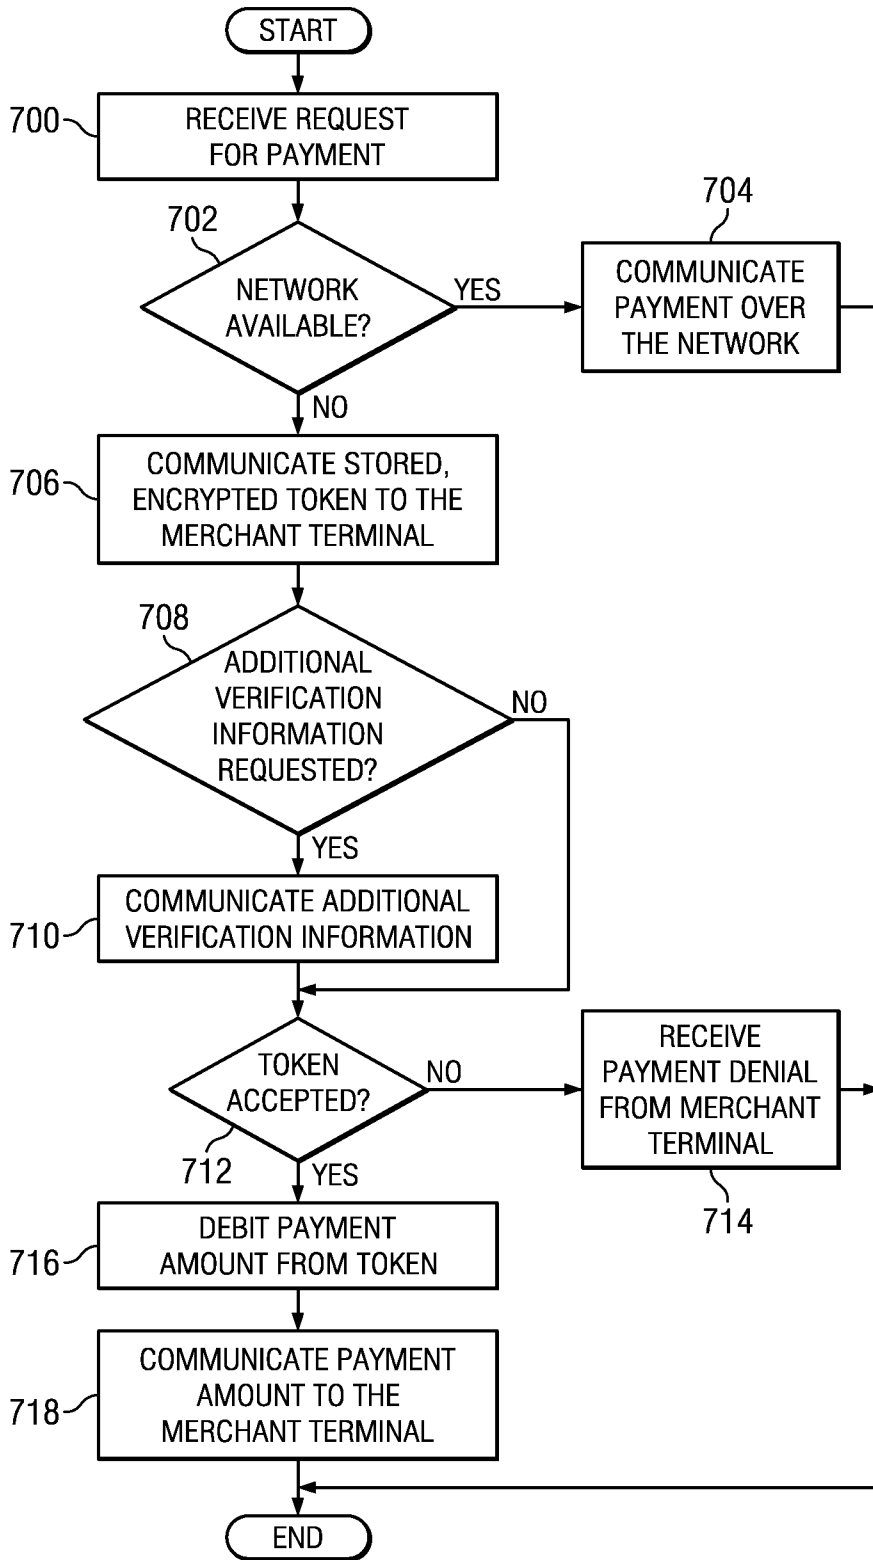 START
700
RECEIVE REQUEST
FOR PAYMENT
702
NETWORK
AVAILABLE?
YES
704
COMMUNICATE
PAYMENT OVER
THE NETWORK
NO
706
COMMUNICATE STORED,
ENCRYPTED TOKEN TO THE
MERCHANT TERMINAL
708
ADDITIONAL
VERIFICATION
INFORMATION
REQUESTED?
NO
YES
710
COMMUNICATE ADDITIONAL
VERIFICATION INFORMATION
TOKEN
ACCEPTED?
712
NO
RECEIVE
PAYMENT DENIAL
FROM MERCHANT
TERMINAL
714
YES
716
DEBIT PAYMENT
AMOUNT FROM TOKEN
718
COMMUNICATE PAYMENT
AMOUNT TO THE
MERCHANT TERMINAL
END